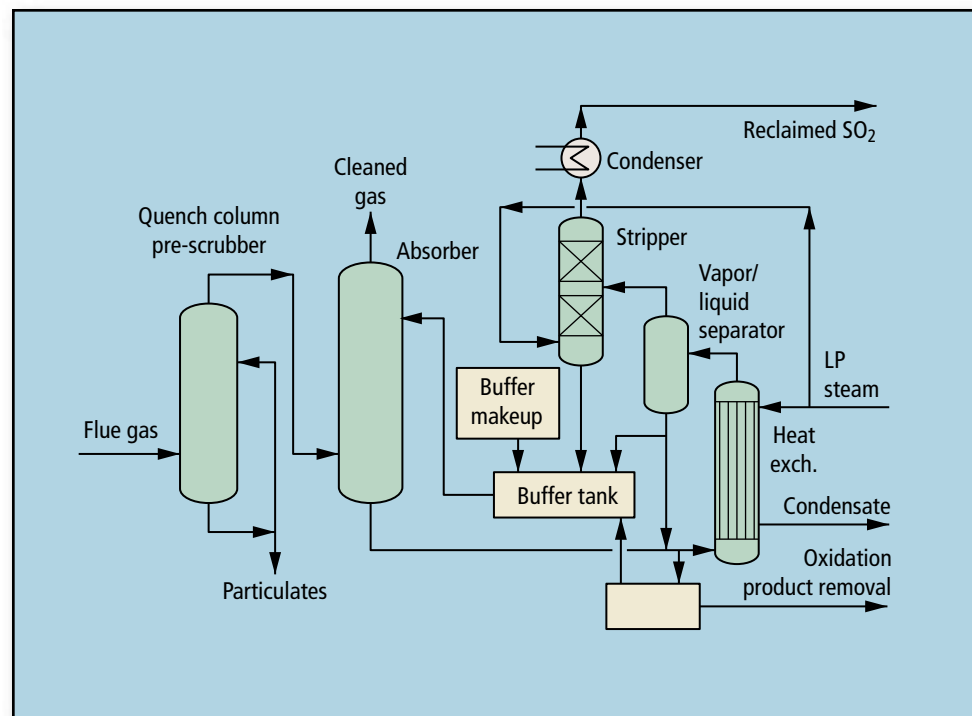 Reclaimed SO₂
Condenser
Cleaned
gas
Quench column
pre-scrubber
Absorber
Stripper
Vapor/
liquid
separator
LP
steam
Buffer
makeup
Flue gas
Heat
exch.
Buffer tank
Condensate
Oxidation
product removal
Particulates